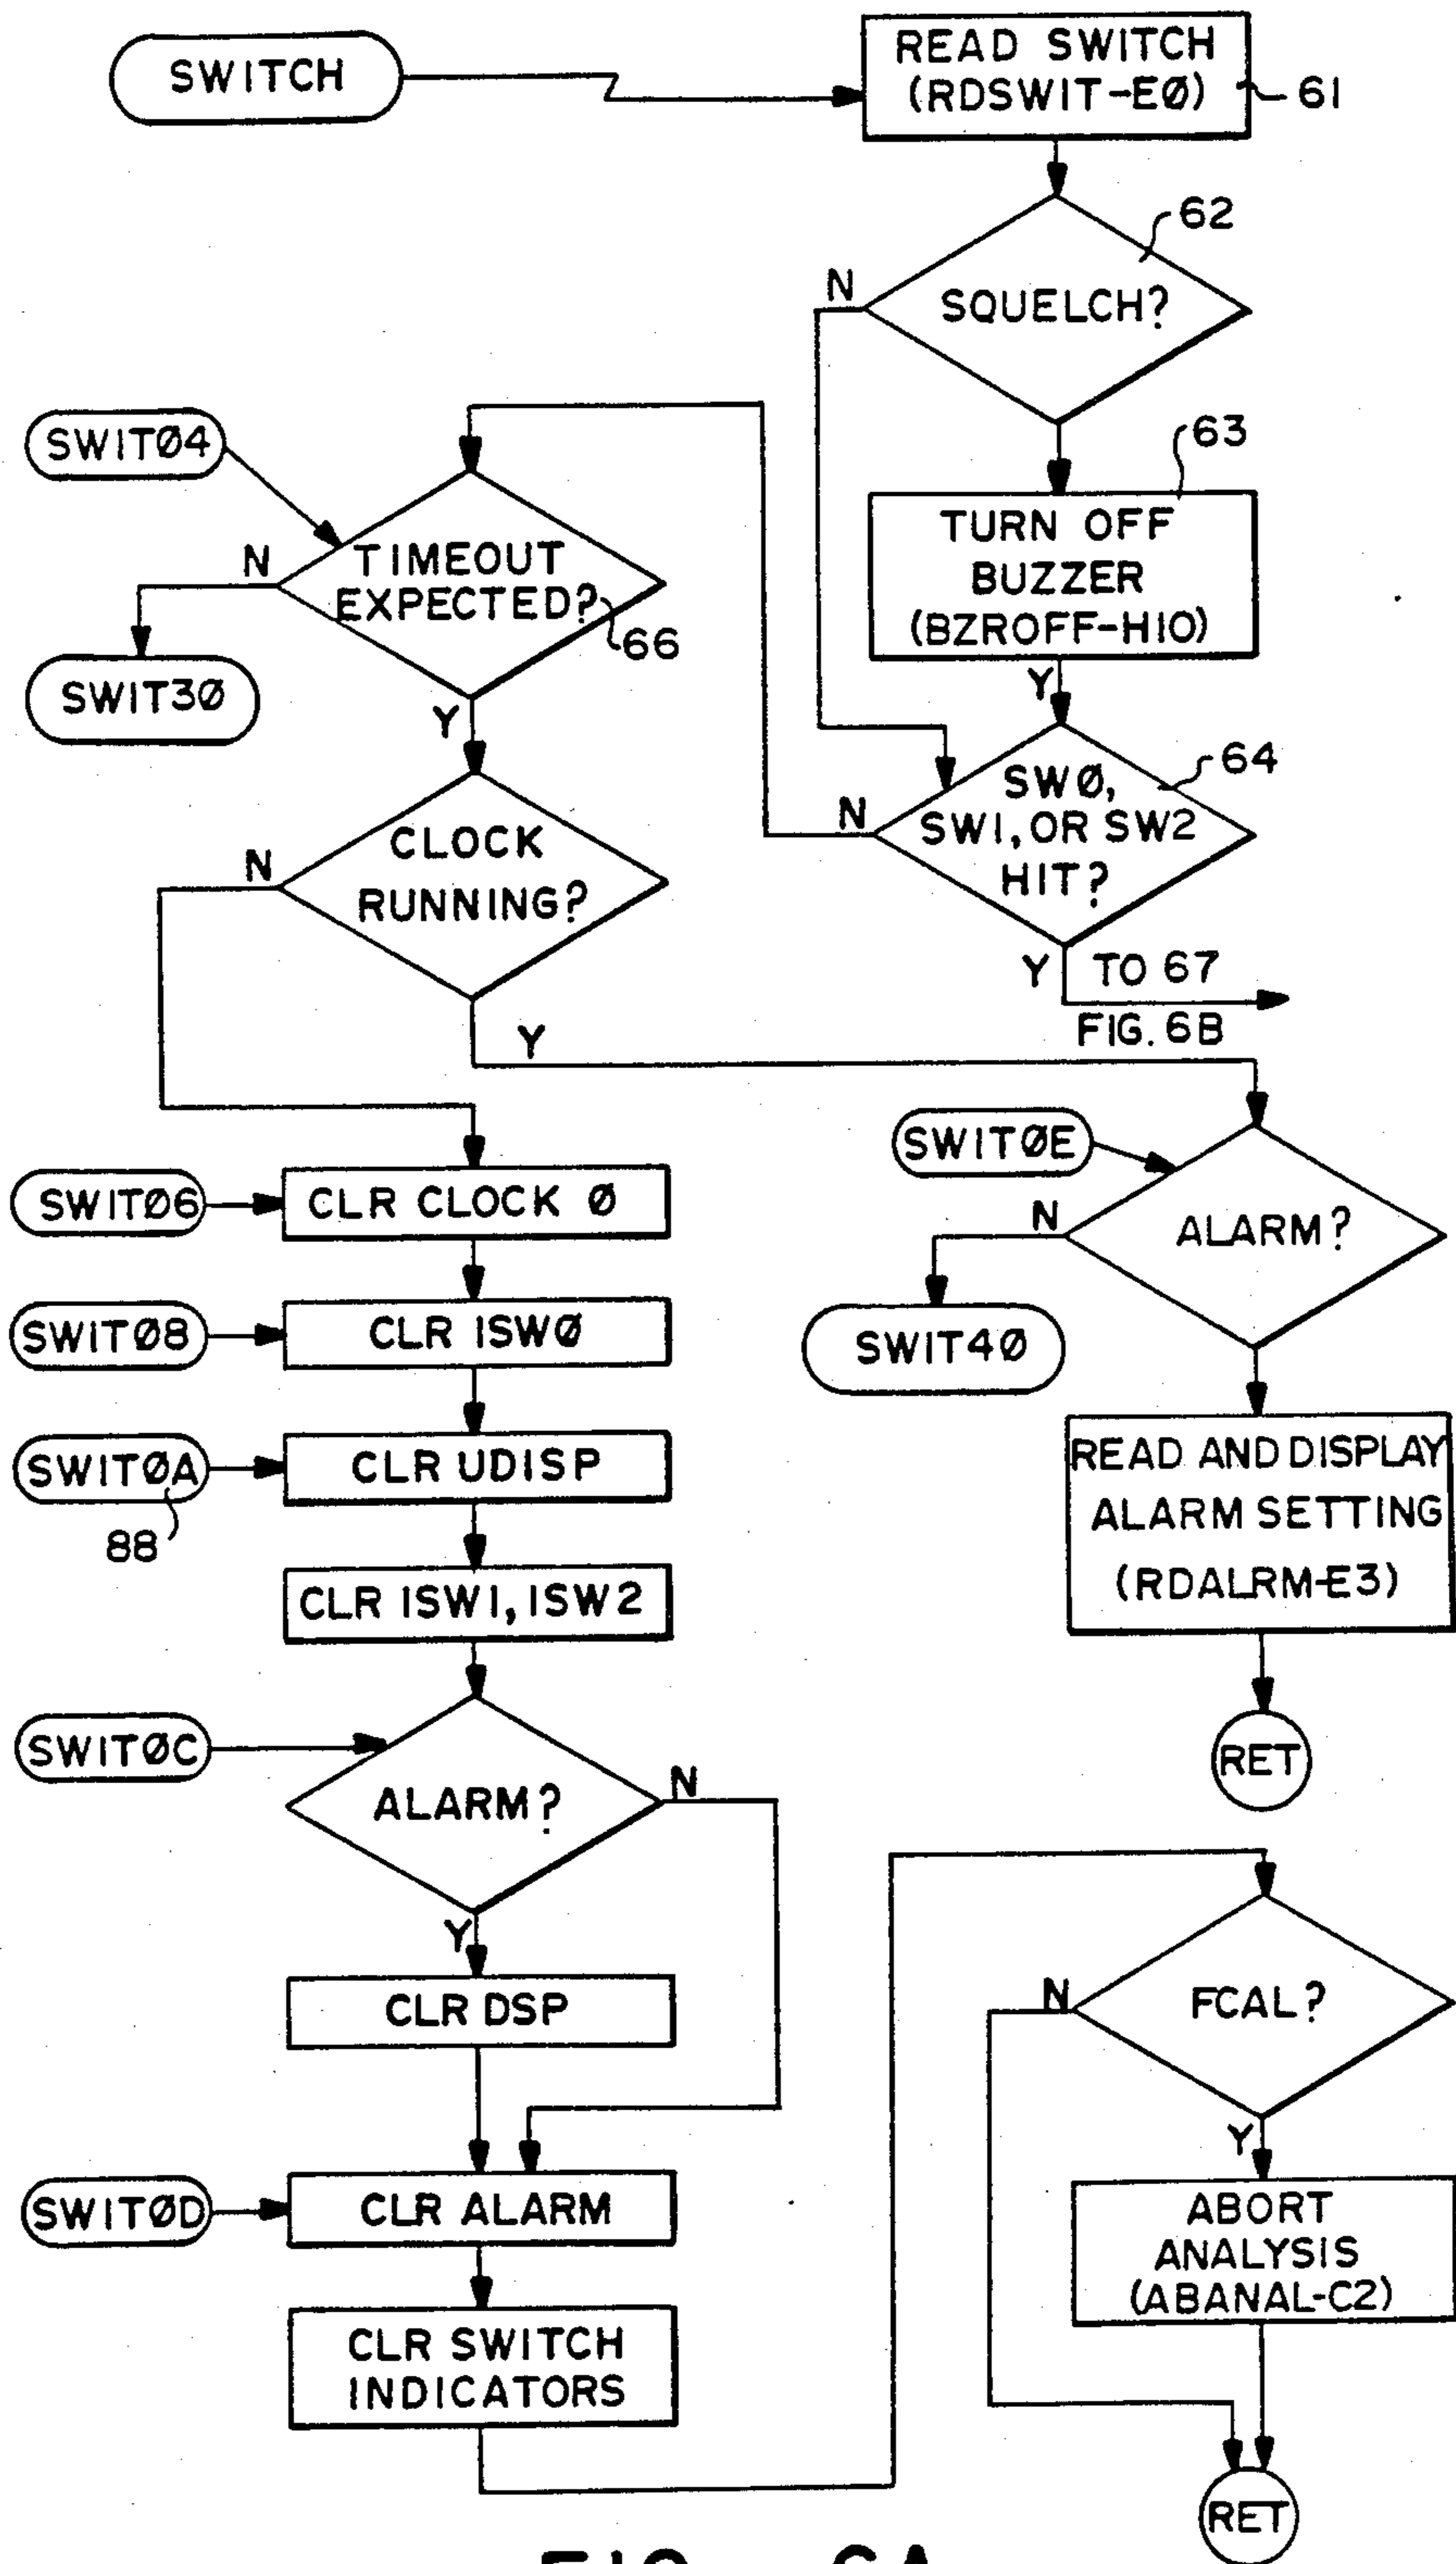 SWITCH
READ SWITCH
(RDSWIT-EØ)
61
62
N
SQUELCH?
63
TURN OFF
BUZZER
(BZROFF-H10)
Y
64
SWØ,
SW1, OR SW2
HIT?
N
Y
TO 67
FIG. 6B
SWITØ4
TIMEOUT
EXPECTED?
66
N
SWIT3Ø
Y
CLOCK
RUNNING?
N
Y
SWITØE
ALARM?
N
SWIT4Ø
READ AND DISPLAY
ALARM SETTING
(RDALRM-E3)
RET
SWITØ6
CLR CLOCK Ø
SWITØ8
CLR ISWØ
SWITØA
88
CLR UDISP
CLR ISW1, ISW2
SWITØC
ALARM?
N
Y
CLR DSP
SWITØD
CLR ALARM
CLR SWITCH
INDICATORS
FCAL?
N
Y
ABORT
ANALYSIS
(ABANAL-C2)
RET
FIG. 6A